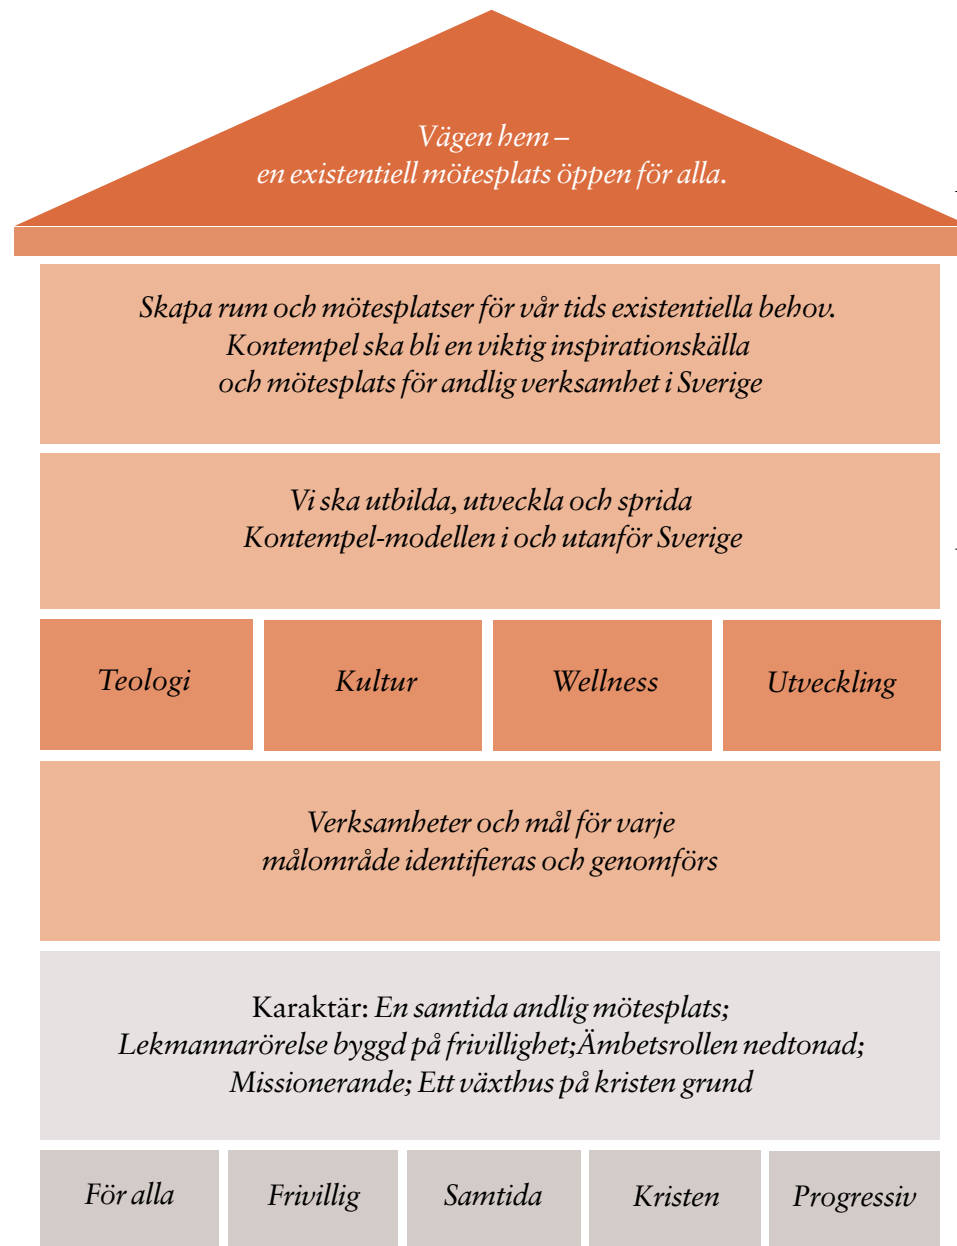 Vägen hem –
en existentiell mötesplats öppen för alla.
Skapa rum och mötesplatser för vår tids existentiella behov.
Kontempel ska bli en viktig inspirationskälla
och mötesplats för andlig verksamhet i Sverige
Vi ska utbilda, utveckla och sprida
Kontempel-modellen i och utanför Sverige
Teologi
Kultur
Wellness
Utveckling
Verksamheter och mål för varje
målområde identifieras och genomförs
Karaktär: En samtida andlig mötesplats;
Lekmannarörelse byggd på frivillighet;Ämbetsrollen nedtonad;
Missionerande; Ett växthus på kristen grund
För alla
Frivillig
Samtida
Kristen
Progressiv